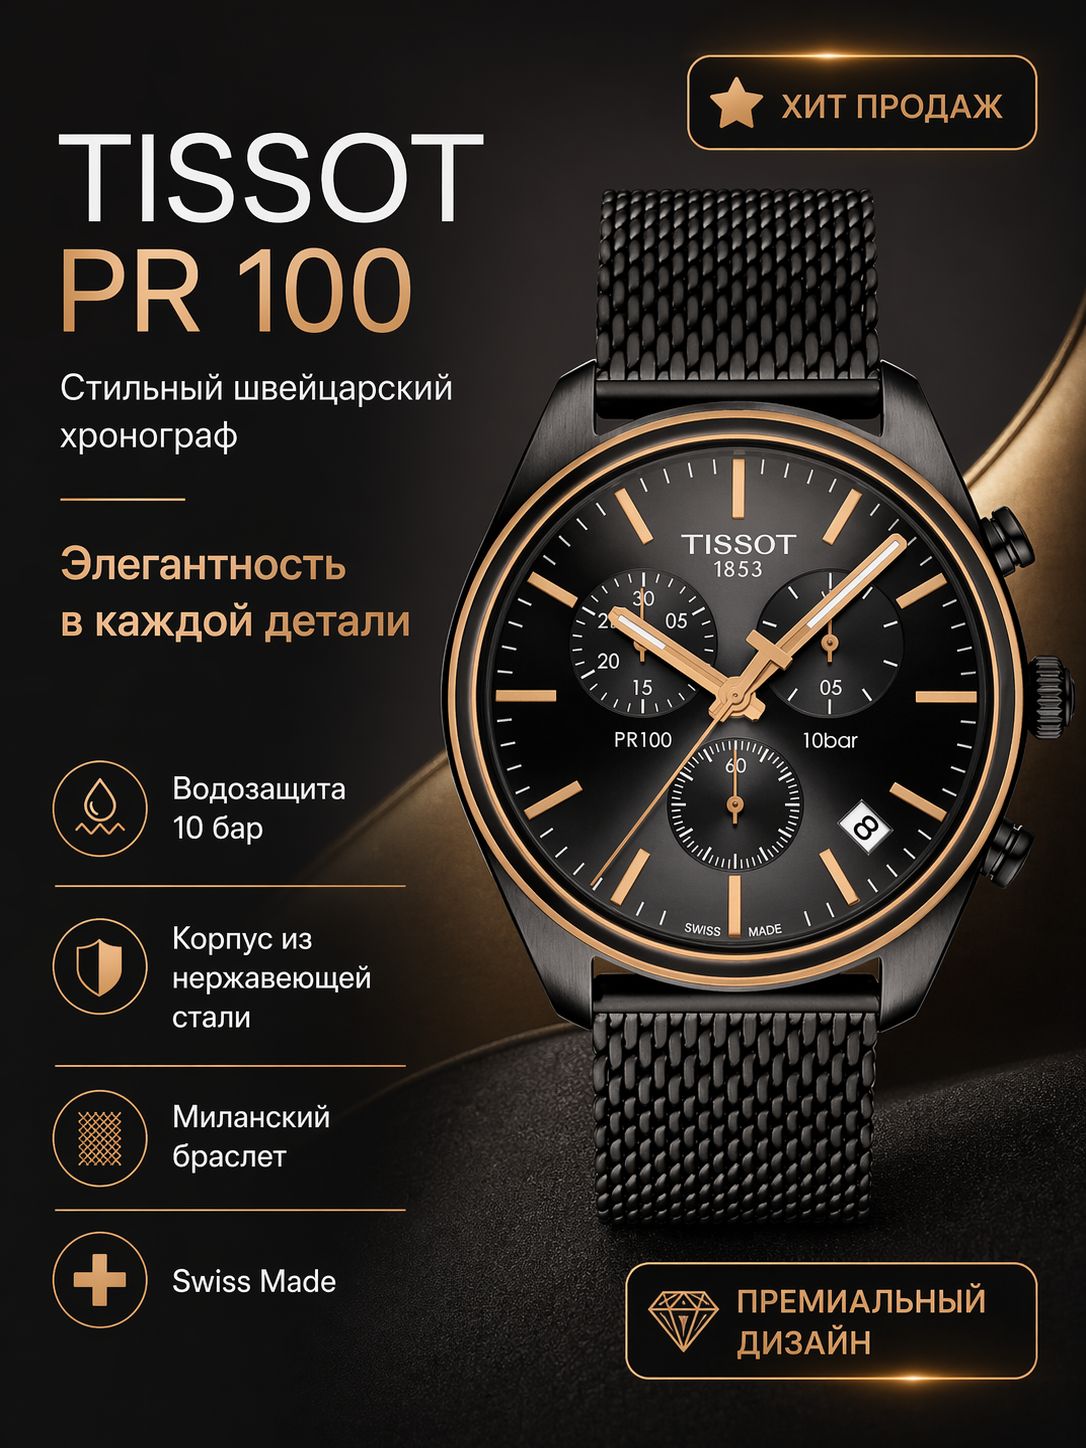 ХИТ ПРОДАЖ
TISSOT
PR 100
Стильный швейцарский
хронограф
Элегантность
в каждой детали
TISSOT
1853
30
05
20
15
05
PR100
10bar
60
8
SWISS MADE
Водозащита
10 бар
Корпус из
нержавеющей
стали
Миланский
браслет
Swiss Made
ПРЕМИАЛЬНЫЙ
ДИЗАЙН